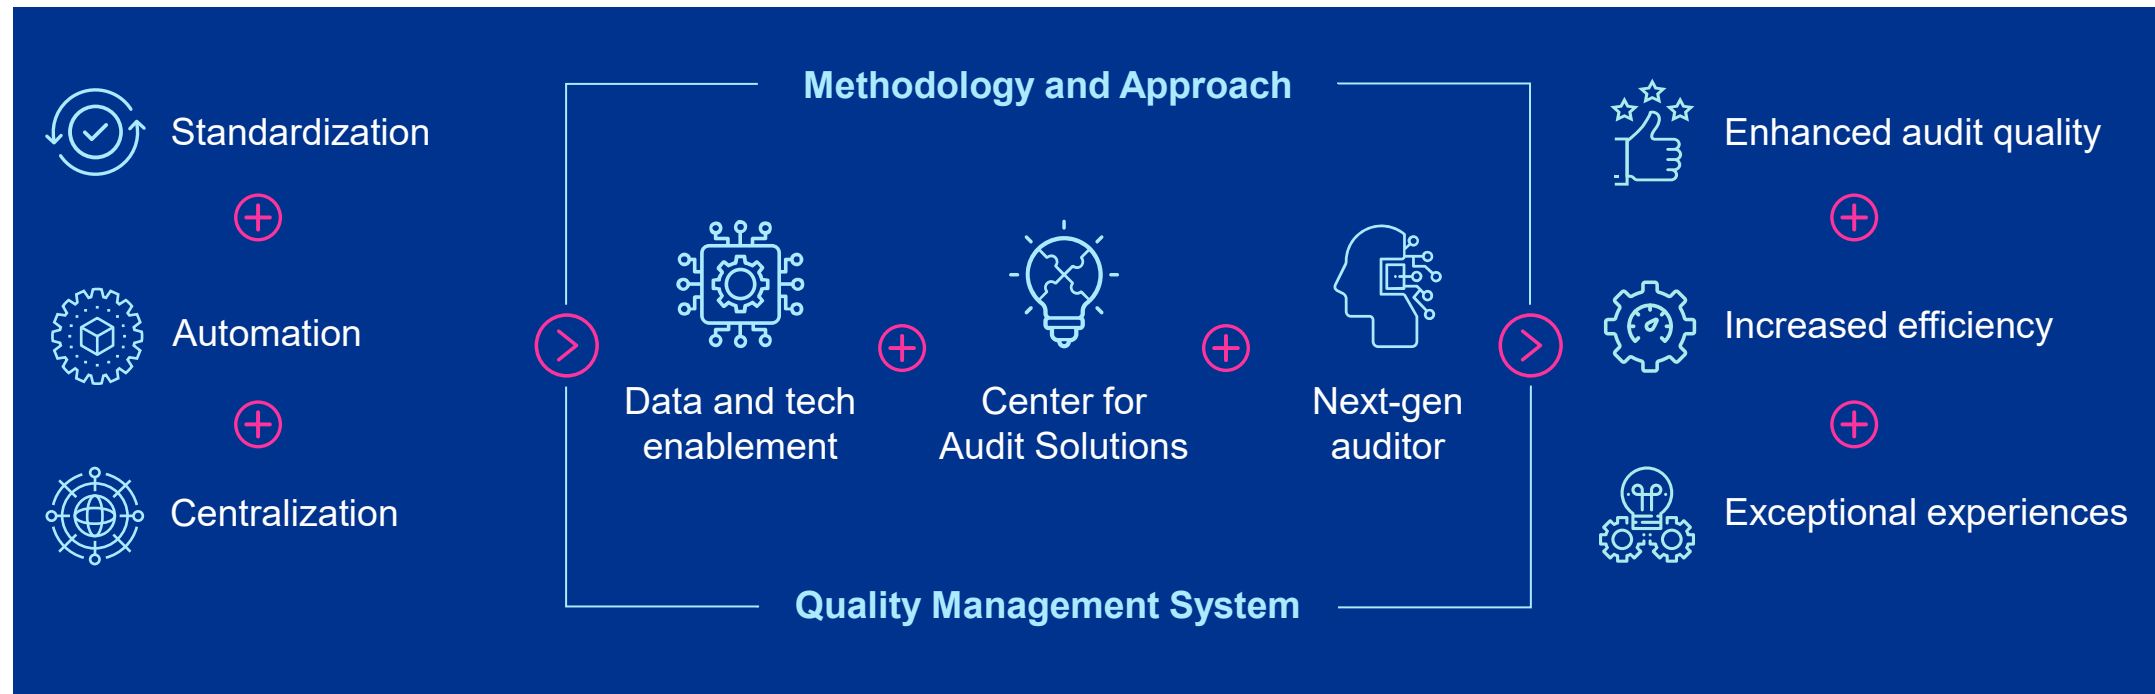 Standardization
Automation
Centralization
Methodology and Approach
Data and tech
enablement
Center for
Audit Solutions
Next-gen
auditor
Quality Management System
Enhanced audit quality
Increased efficiency
Exceptional experiences